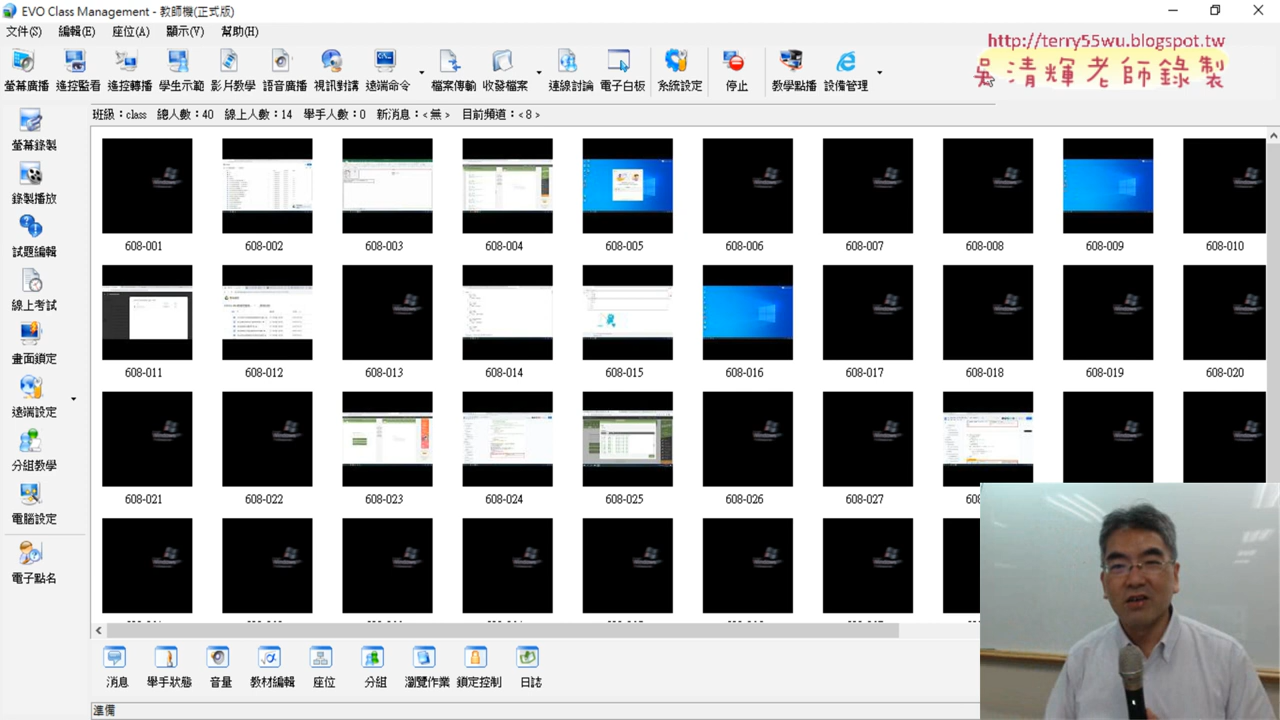 EVO Class Management - 教師機(正式版)
文件(S) 編輯(E) 座位(A) 顯示(V) 幫助(H)
http://terry55wu.blogspot.tw
吳清輝老師錄製
螢幕廣播 遠控監看 遠控轉播 學生示範 影片教學 語音廣播 視訊對講 遠端命令 檔案傳輸 收發檔案 連線討論 電子白板 系統設定 停止 教學點播 設備管理
班級：class 總人數：40 線上人數：14 舉手人數：0 新消息：<無> 目前頻道：<8>
螢幕錄製
錄製播放
試題編輯
線上考試
畫面鎖定
遠端設定
分組教學
電腦設定
電子點名
608-001 608-002 608-003 608-004 608-005 608-006 608-007 608-008 608-009 608-010
608-011 608-012 608-013 608-014 608-015 608-016 608-017 608-018 608-019 608-020
608-021 608-022 608-023 608-024 608-025 608-026 608-027
消息 舉手狀態 音量 教材編輯 座位 分組 瀏覽作業 鎖定控制 日誌
準備